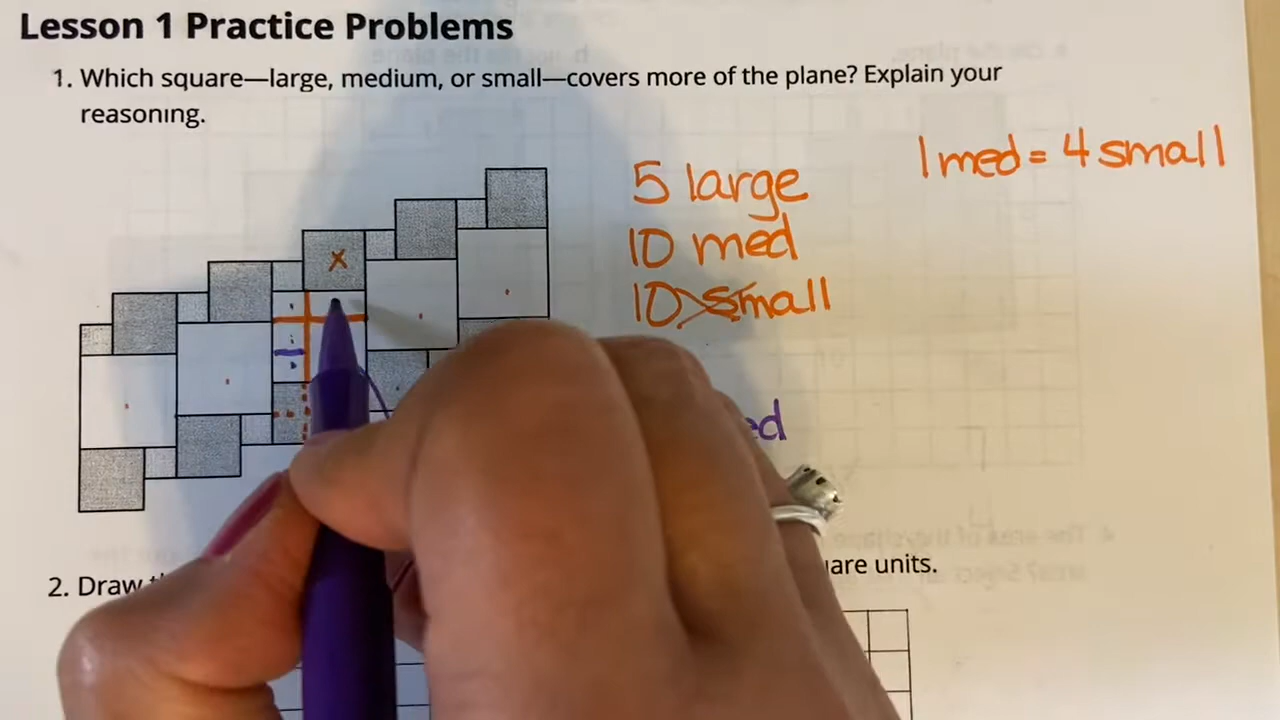 Lesson 1 Practice Problems
1. Which square—large, medium, or small—covers more of the plane? Explain your
reasoning.
1 med = 4 small
5 large
10 med
10 small
x
2. Draw
units.